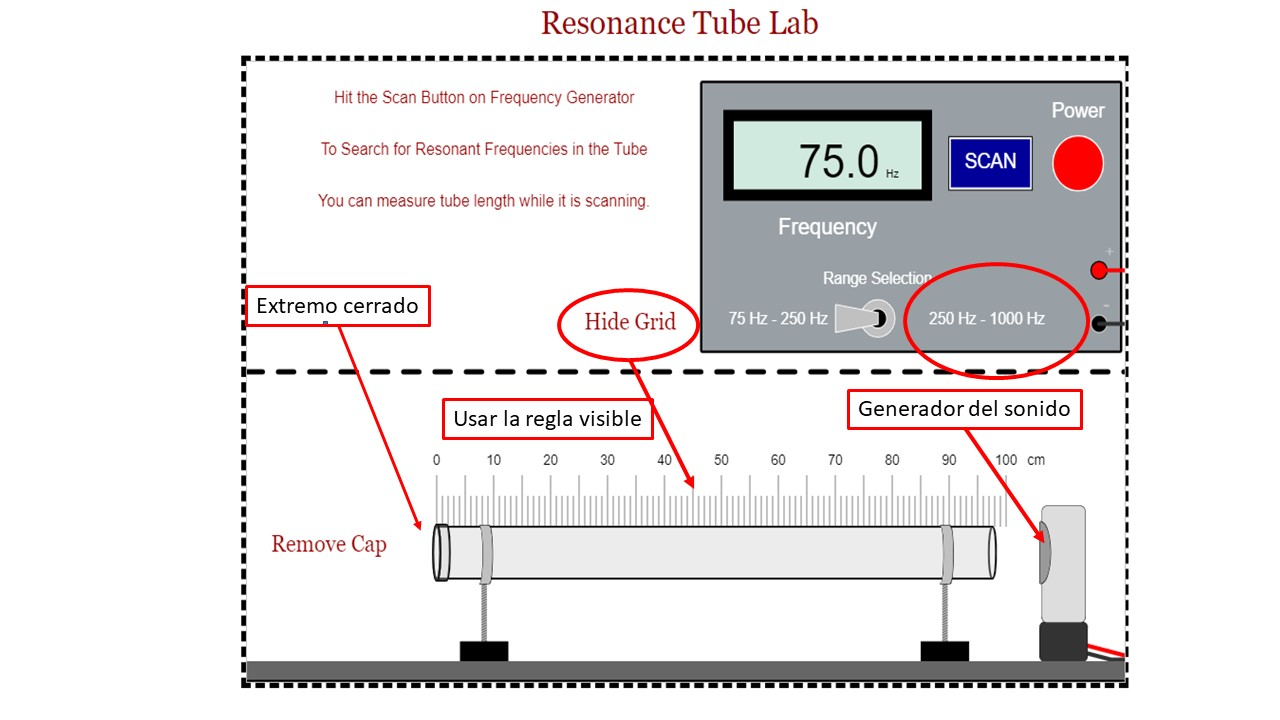 Resonance Tube Lab
Hit the Scan Button on Frequency Generator
To Search for Resonant Frequencies in the Tube
You can measure tube length while it is scanning.
Power
75.0 Hz
SCAN
Frequency
+
Range Selection
-
75 Hz - 250 Hz
250 Hz - 1000 Hz
Extremo cerrado
Hide Grid
Usar la regla visible
Generador del sonido
0 10 20 30 40 50 60 70 80 90 100 cm
Remove Cap